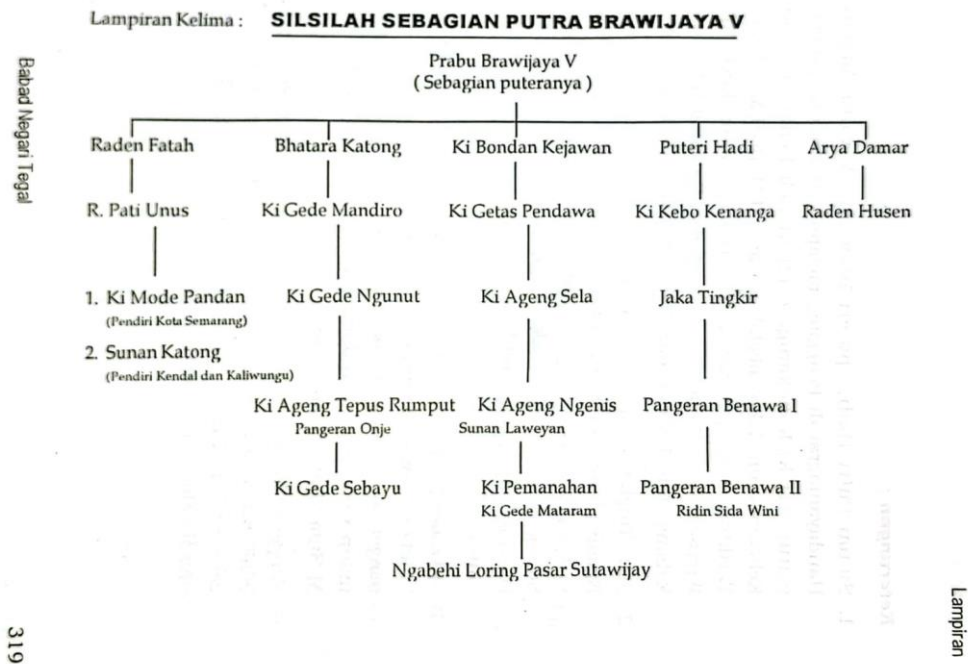 Lampiran Kelima : SILSILAH SEBAGIAN PUTRA BRAWIJAYA V
Prabu Brawijaya V
( Sebagian puteranya )
Raden Fatah Bhatara Katong Ki Bondan Kejawan Puteri Hadi Arya Damar
R. Pati Unus Ki Gede Mandiro Ki Getas Pendawa Ki Kebo Kenanga Raden Husen
1. Ki Mode Pandan Ki Gede Ngunut Ki Ageng Sela Jaka Tingkir
(Pendiri Kota Semarang)
2. Sunan Katong
(Pendiri Kendal dan Kaliwungu)
Ki Ageng Tepus Rumput Ki Ageng Ngenis Pangeran Benawa I
Pangeran Onje Sunan Laweyan
Ki Gede Sebayu Ki Pemanahan Pangeran Benawa II
Ki Gede Mataram Ridin Sida Wini
Ngabehi Loring Pasar Sutawijay
Babad Negari Tegal
319
Lampiran